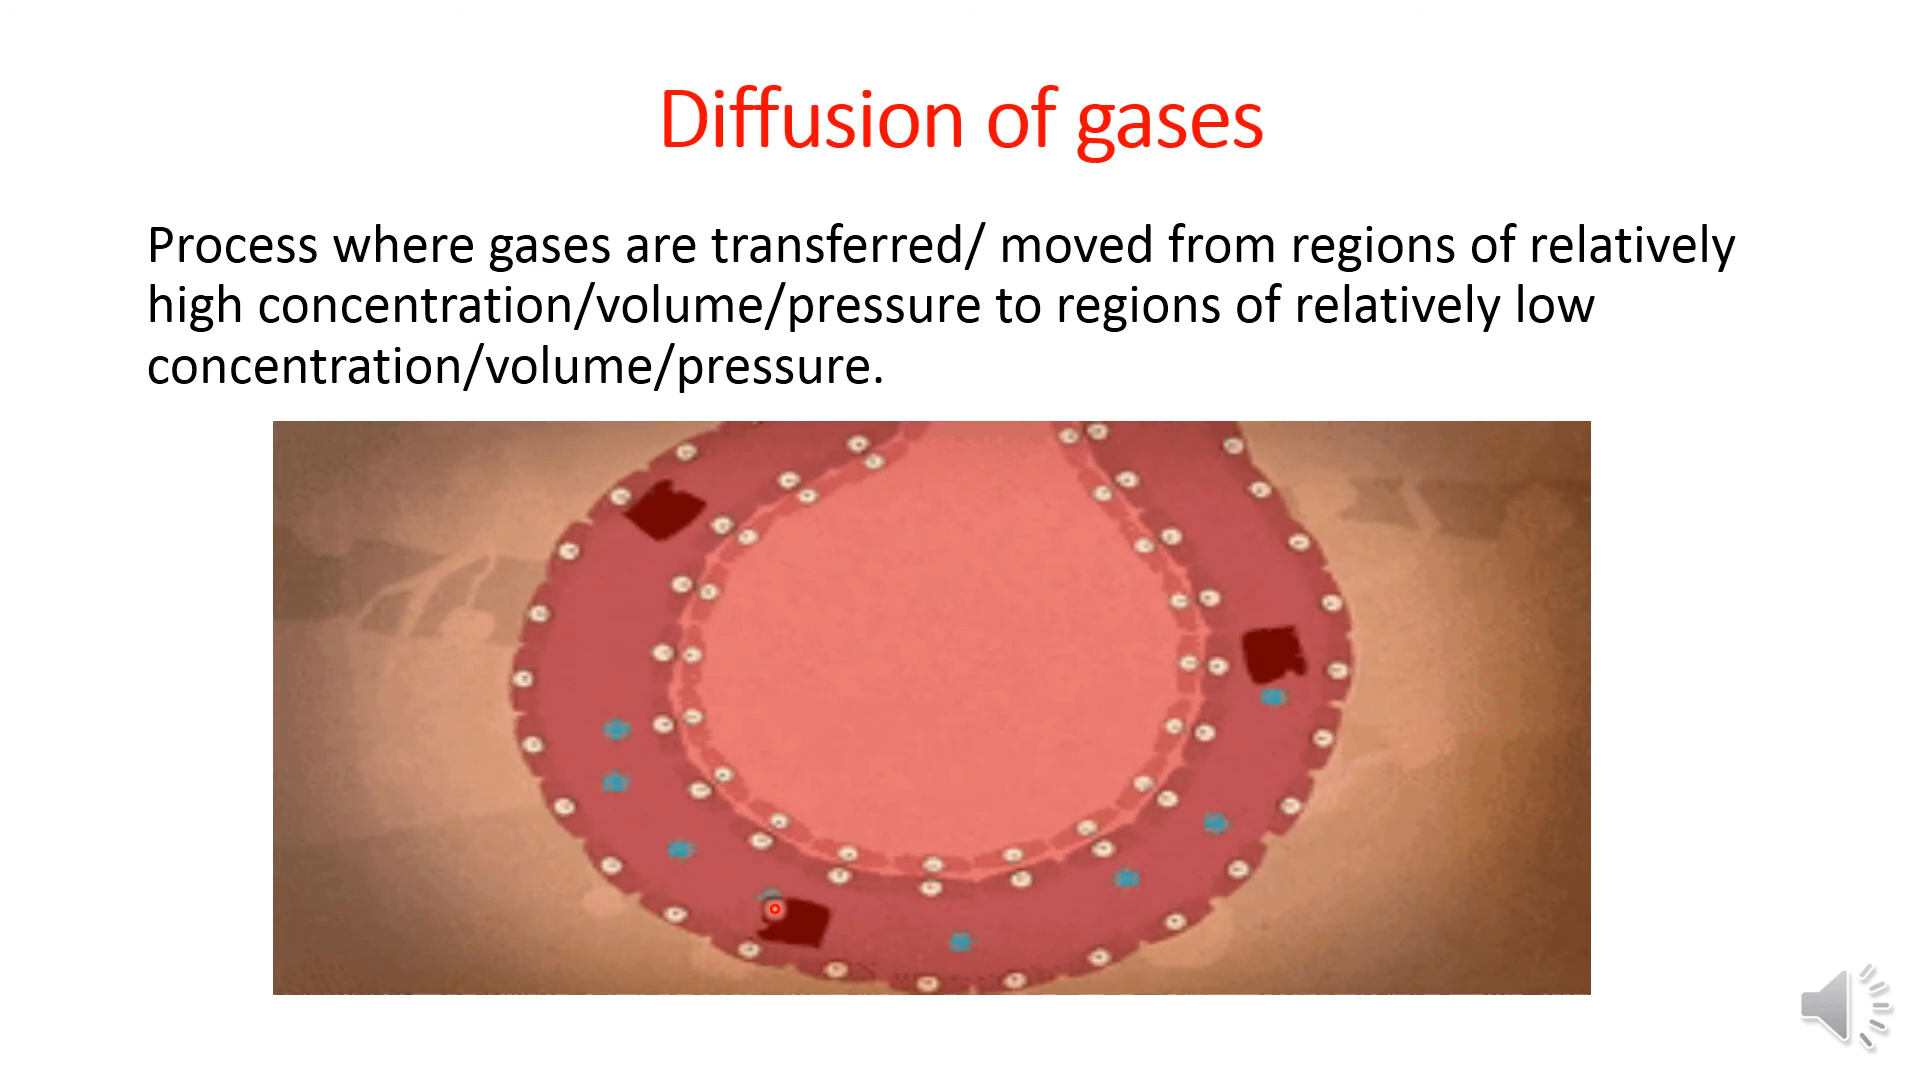 Diffusion of gases
Process where gases are transferred/ moved from regions of relatively
high concentration/volume/pressure to regions of relatively low
concentration/volume/pressure.